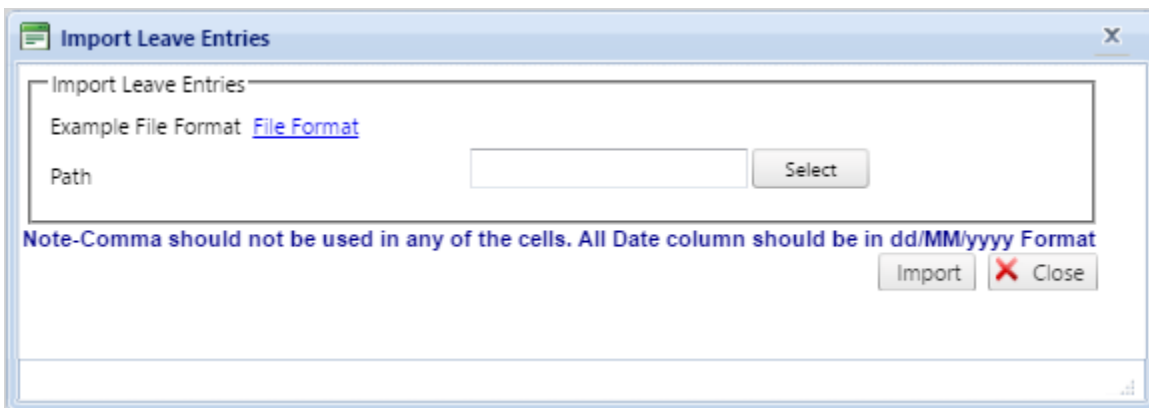 Import Leave Entries
Import Leave Entries
Example File Format File Format
Path Select
Note-Comma should not be used in any of the cells. All Date column should be in dd/MM/yyyy Format
Import Close